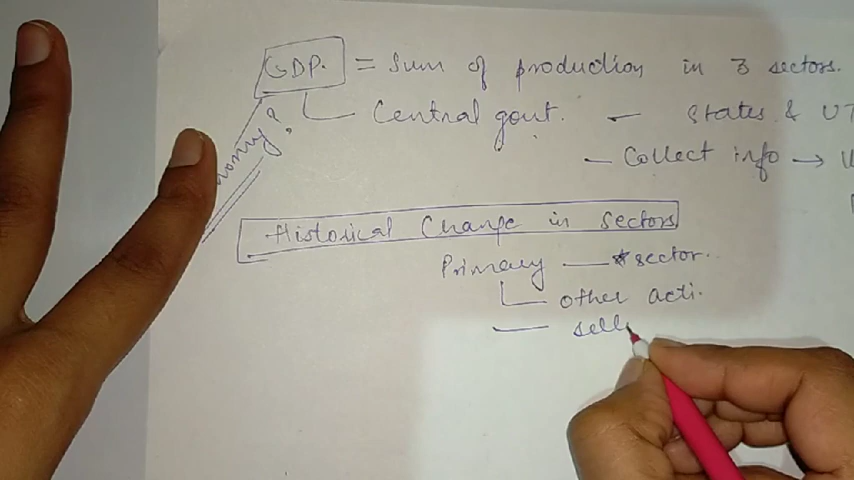 GDP. = Sum of production in 3 sectors.
Central govt. - States & UT
- Collect info →
Historical Change in Sectors
Primary — * sector.
other acti.
— sell